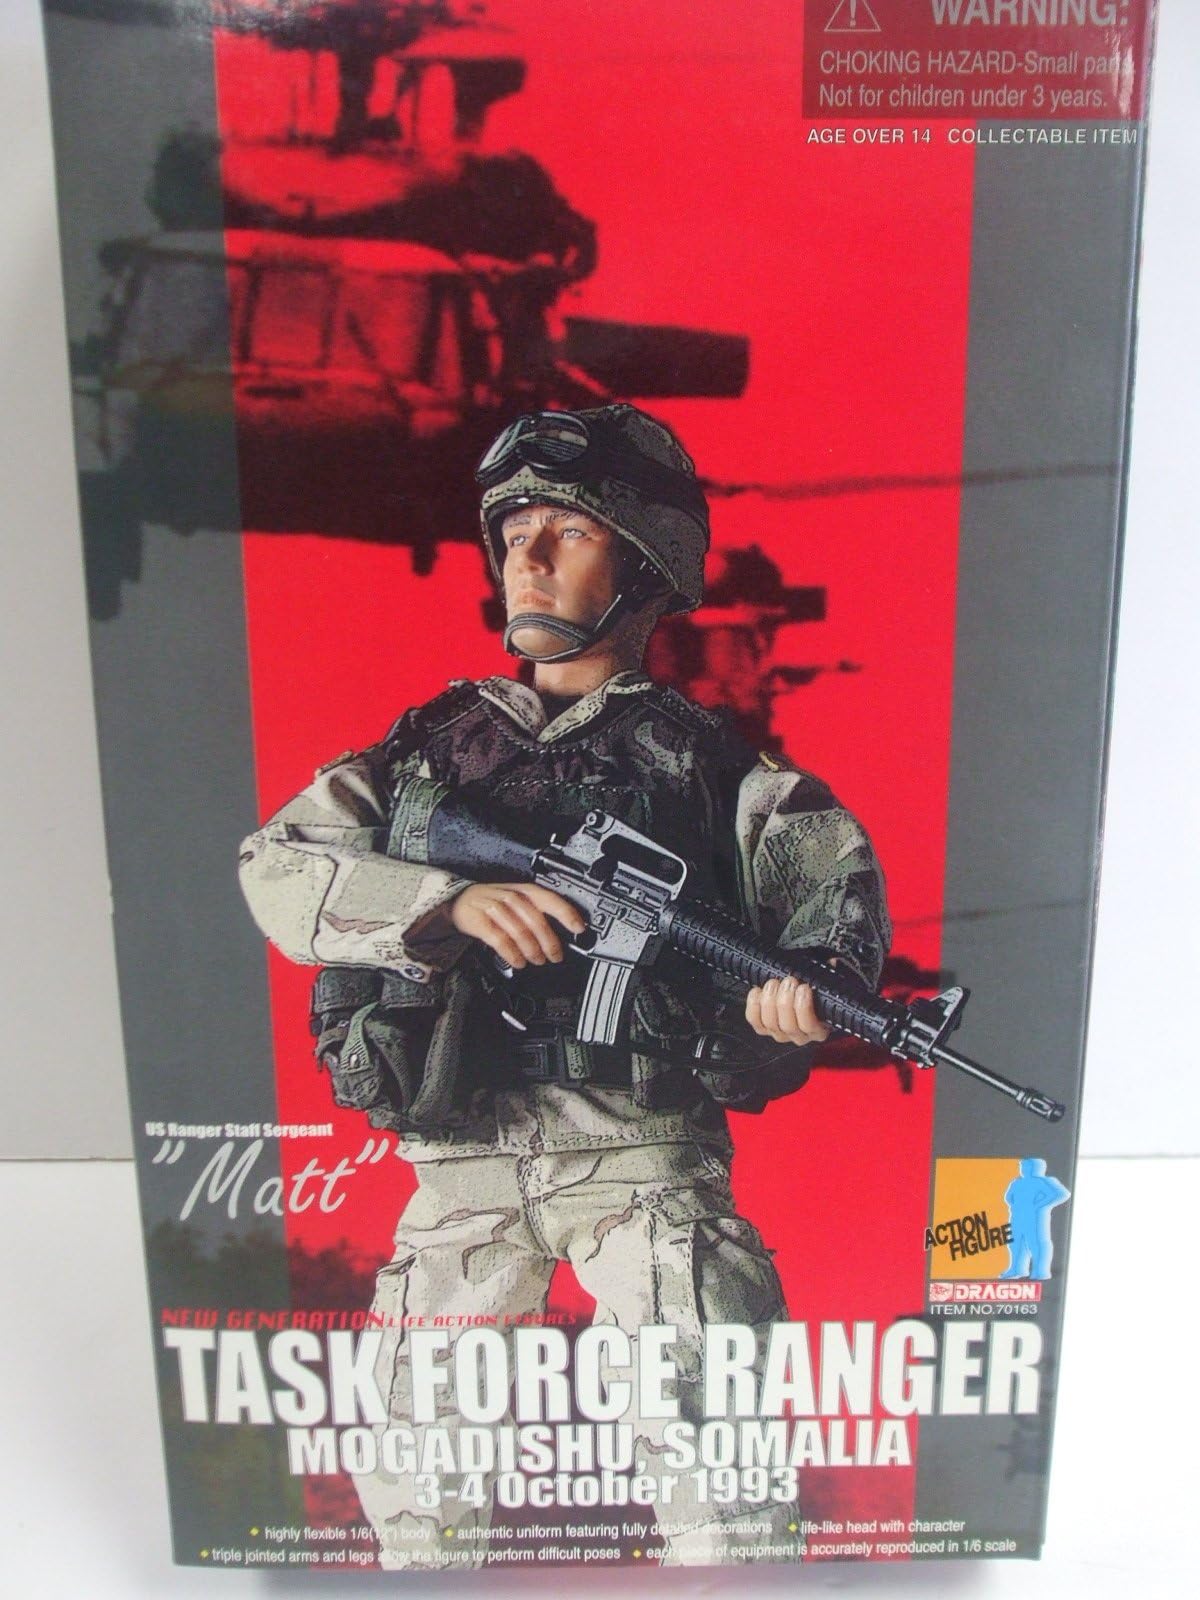 WARNING:
CHOKING HAZARD-Small parts.
Not for children under 3 years.
AGE OVER 14 COLLECTABLE ITEM
US Ranger Staff Sergeant
"Matt"
ACTION
FIGURE
DRAGON
ITEM NO.70163
NEW GENERATION LIFE ACTION FIGURES
TASK FORCE RANGER
MOGADISHU, SOMALIA
3-4 October 1993
highly flexible 1/6(12") body authentic uniform featuring fully detailed decorations life-like head with character
triple jointed arms and legs allow the figure to perform difficult poses each piece of equipment is accurately reproduced in 1/6 scale